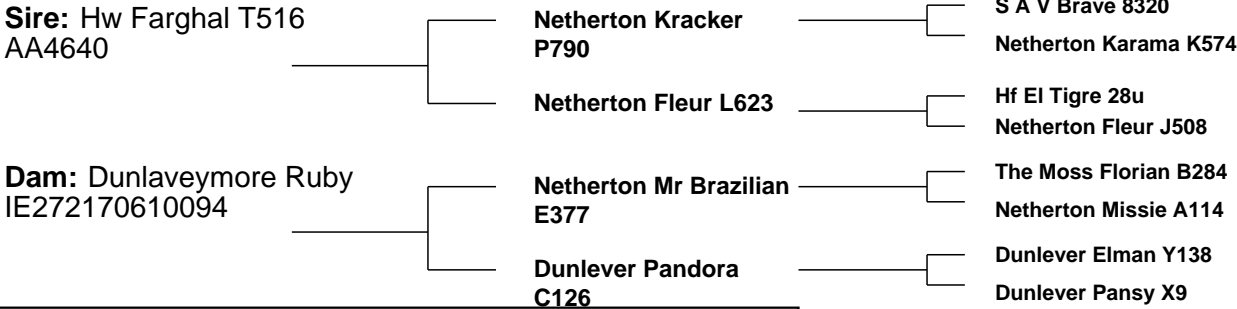 Sire: Hw Farghal T516
AA4640
Netherton Kracker
P790
S A V Brave 8320
Netherton Karama K574
Netherton Fleur L623
Hf El Tigre 28u
Netherton Fleur J508
Dam: Dunlaveymore Ruby
IE272170610094
Netherton Mr Brazilian
E377
The Moss Florian B284
Netherton Missie A114
Dunlever Pandora
C126
Dunlever Elman Y138
Dunlever Pansy X9